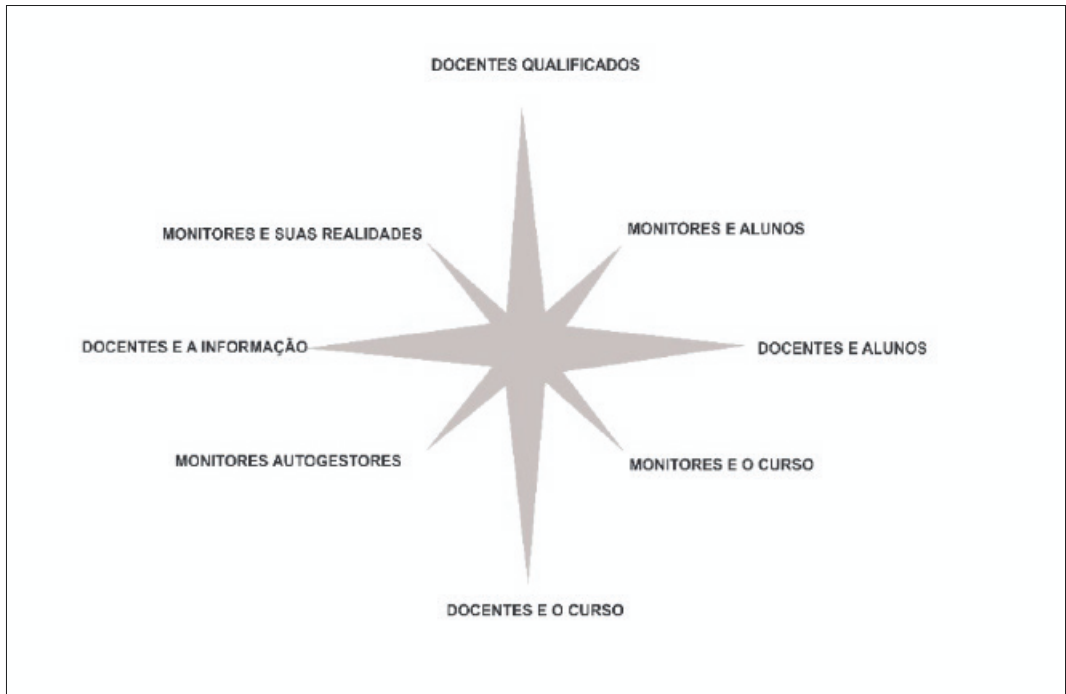 DOCENTES QUALIFICADOS
MONITORES E SUAS REALIDADES
MONITORES E ALUNOS
DOCENTES E A INFORMAÇÃO
DOCENTES E ALUNOS
MONITORES AUTOGESTORES
MONITORES E O CURSO
DOCENTES E O CURSO